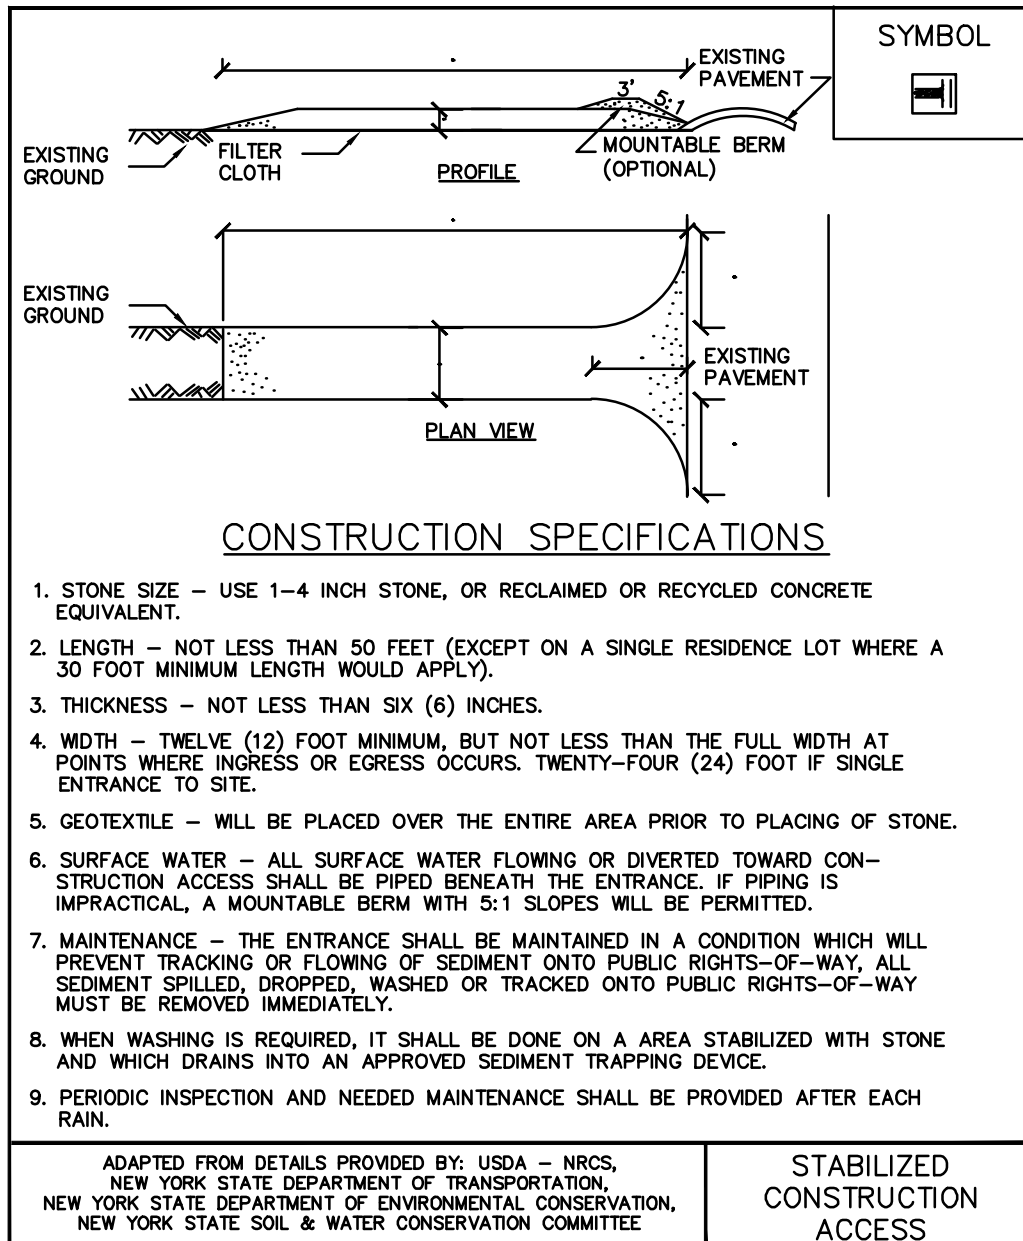 SYMBOL
EXISTING
PAVEMENT
3'
5:1
EXISTING
GROUND
FILTER
CLOTH
PROFILE
MOUNTABLE BERM
(OPTIONAL)
EXISTING
GROUND
EXISTING
PAVEMENT
PLAN VIEW
CONSTRUCTION SPECIFICATIONS
1. STONE SIZE – USE 1–4 INCH STONE, OR RECLAIMED OR RECYCLED CONCRETE
EQUIVALENT.
2. LENGTH – NOT LESS THAN 50 FEET (EXCEPT ON A SINGLE RESIDENCE LOT WHERE A
30 FOOT MINIMUM LENGTH WOULD APPLY).
3. THICKNESS – NOT LESS THAN SIX (6) INCHES.
4. WIDTH – TWELVE (12) FOOT MINIMUM, BUT NOT LESS THAN THE FULL WIDTH AT
POINTS WHERE INGRESS OR EGRESS OCCURS. TWENTY–FOUR (24) FOOT IF SINGLE
ENTRANCE TO SITE.
5. GEOTEXTILE – WILL BE PLACED OVER THE ENTIRE AREA PRIOR TO PLACING OF STONE.
6. SURFACE WATER – ALL SURFACE WATER FLOWING OR DIVERTED TOWARD CON–
STRUCTION ACCESS SHALL BE PIPED BENEATH THE ENTRANCE. IF PIPING IS
IMPRACTICAL, A MOUNTABLE BERM WITH 5:1 SLOPES WILL BE PERMITTED.
7. MAINTENANCE – THE ENTRANCE SHALL BE MAINTAINED IN A CONDITION WHICH WILL
PREVENT TRACKING OR FLOWING OF SEDIMENT ONTO PUBLIC RIGHTS–OF–WAY, ALL
SEDIMENT SPILLED, DROPPED, WASHED OR TRACKED ONTO PUBLIC RIGHTS–OF–WAY
MUST BE REMOVED IMMEDIATELY.
8. WHEN WASHING IS REQUIRED, IT SHALL BE DONE ON A AREA STABILIZED WITH STONE
AND WHICH DRAINS INTO AN APPROVED SEDIMENT TRAPPING DEVICE.
9. PERIODIC INSPECTION AND NEEDED MAINTENANCE SHALL BE PROVIDED AFTER EACH
RAIN.
ADAPTED FROM DETAILS PROVIDED BY: USDA – NRCS,
NEW YORK STATE DEPARTMENT OF TRANSPORTATION,
NEW YORK STATE DEPARTMENT OF ENVIRONMENTAL CONSERVATION,
NEW YORK STATE SOIL & WATER CONSERVATION COMMITTEE
STABILIZED
CONSTRUCTION
ACCESS